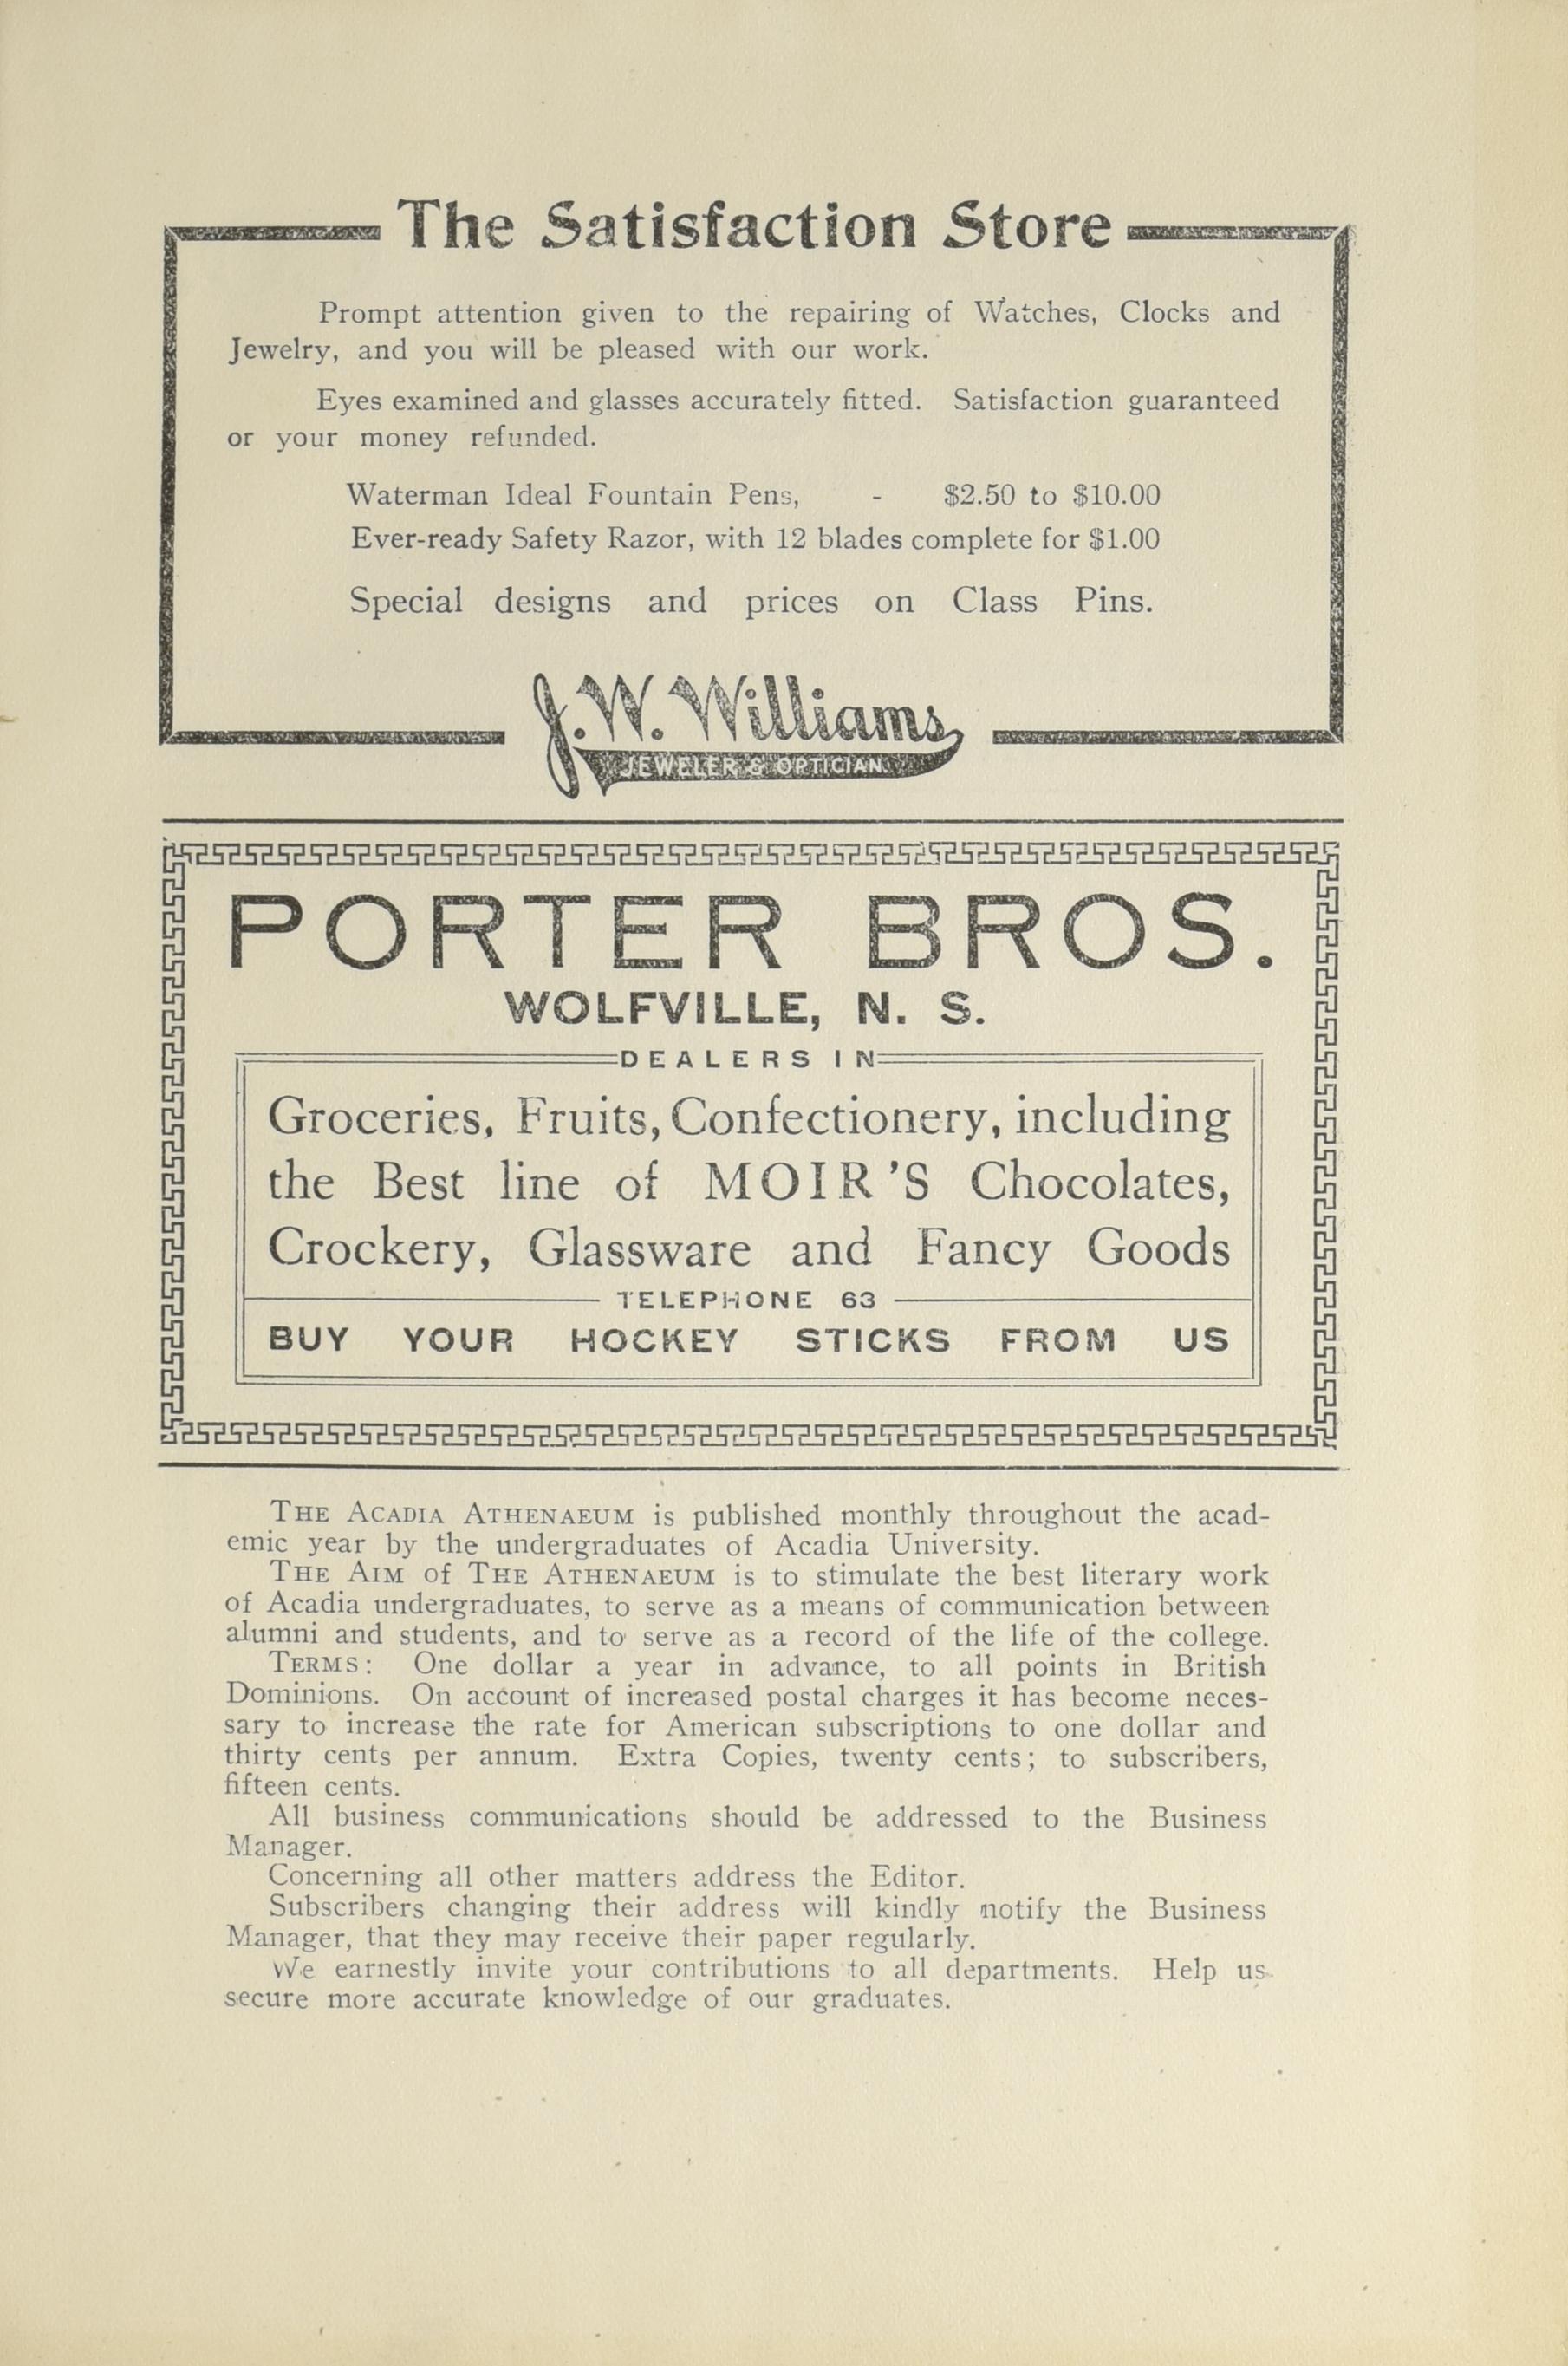 The Satisfaction Store
Prompt attention given to the repairing of Watches, Clocks and
Jewelry, and you will be pleased with our work.
Eyes examined and glasses accurately fitted. Satisfaction guaranteed
or your money refunded.
Waterman Ideal Fountain Pens, - $2.50 to $10.00
Ever-ready Safety Razor, with 12 blades complete for $1.00
Special designs and prices on Class Pins.
J. W. Williams
JEWELER & OPTICIAN.
PORTER BROS.
WOLFVILLE, N. S.
DEALERS IN
Groceries, Fruits, Confectionery, including
the Best line of MOIR'S Chocolates,
Crockery, Glassware and Fancy Goods
TELEPHONE 63
BUY YOUR HOCKEY STICKS FROM US
THE ACADIA ATHENAEUM is published monthly throughout the acad-
emic year by the undergraduates of Acadia University.
THE AIM of THE ATHENAEUM is to stimulate the best literary work
of Acadia undergraduates, to serve as a means of communication between
alumni and students, and to serve as a record of the life of the college.
TERMS: One dollar a year in advance, to all points in British
Dominions. On account of increased postal charges it has become neces-
sary to increase the rate for American subscriptions to one dollar and
thirty cents per annum. Extra Copies, twenty cents; to subscribers,
fifteen cents.
All business communications should be addressed to the Business
Manager.
Concerning all other matters address the Editor.
Subscribers changing their address will kindly notify the Business
Manager, that they may receive their paper regularly.
We earnestly invite your contributions to all departments. Help us
secure more accurate knowledge of our graduates.